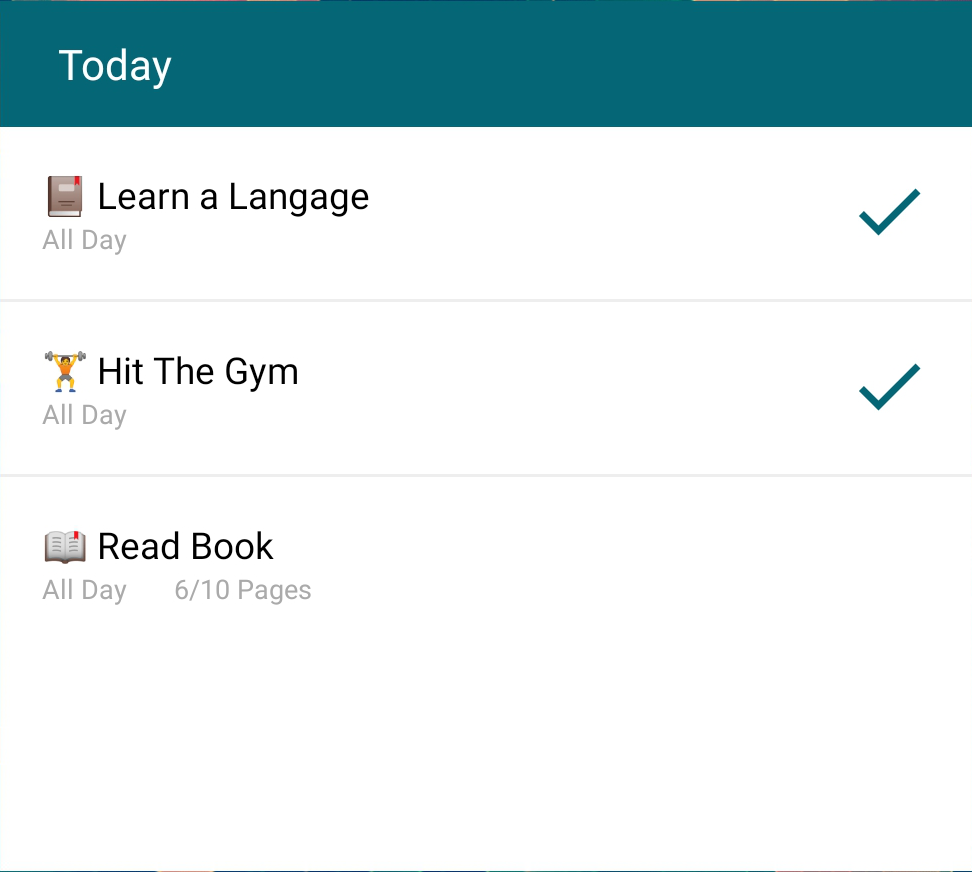 Today
Learn a Langage
All Day
Hit The Gym
All Day
Read Book
All Day 6/10 Pages